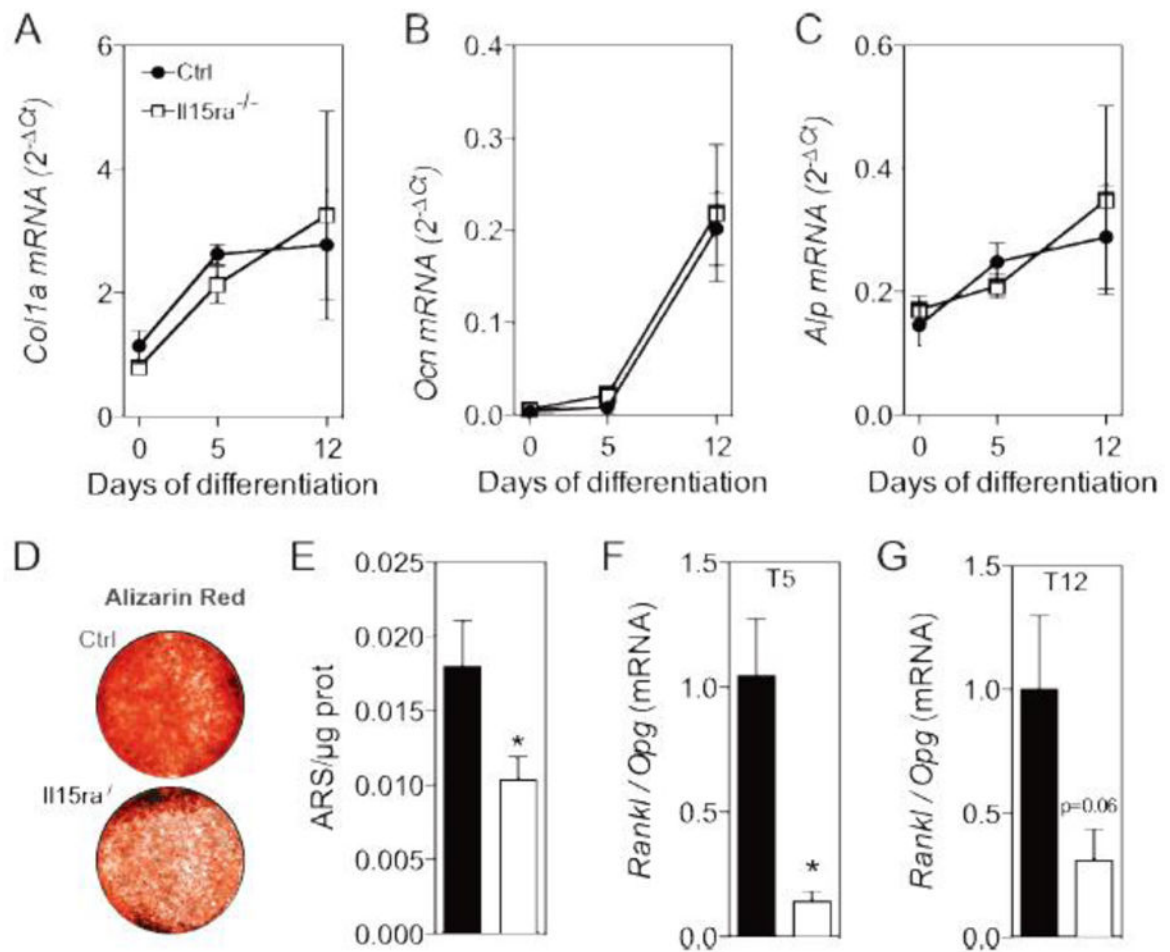 A
Col1a mRNA (2-ΔCt)
6
4
2
0
Ctrl
Il15ra-/-
0 5 12
Days of differentiation
B
Ocn mRNA (2-ΔCt)
0.4
0.3
0.2
0.1
0.0
0 5 12
Days of differentiation
C
Alp mRNA (2-ΔCt)
0.6
0.4
0.2
0.0
0 5 12
Days of differentiation
D
Alizarin Red
Ctrl
Il15ra-/
E
ARS/µg prot
0.025
0.020
0.015
0.010
0.005
0.000
*
F
Rankl / Opg (mRNA)
1.5
1.0
0.5
0.0
T5
*
G
Rankl / Opg (mRNA)
1.5
1.0
0.5
0.0
T12
p=0.06